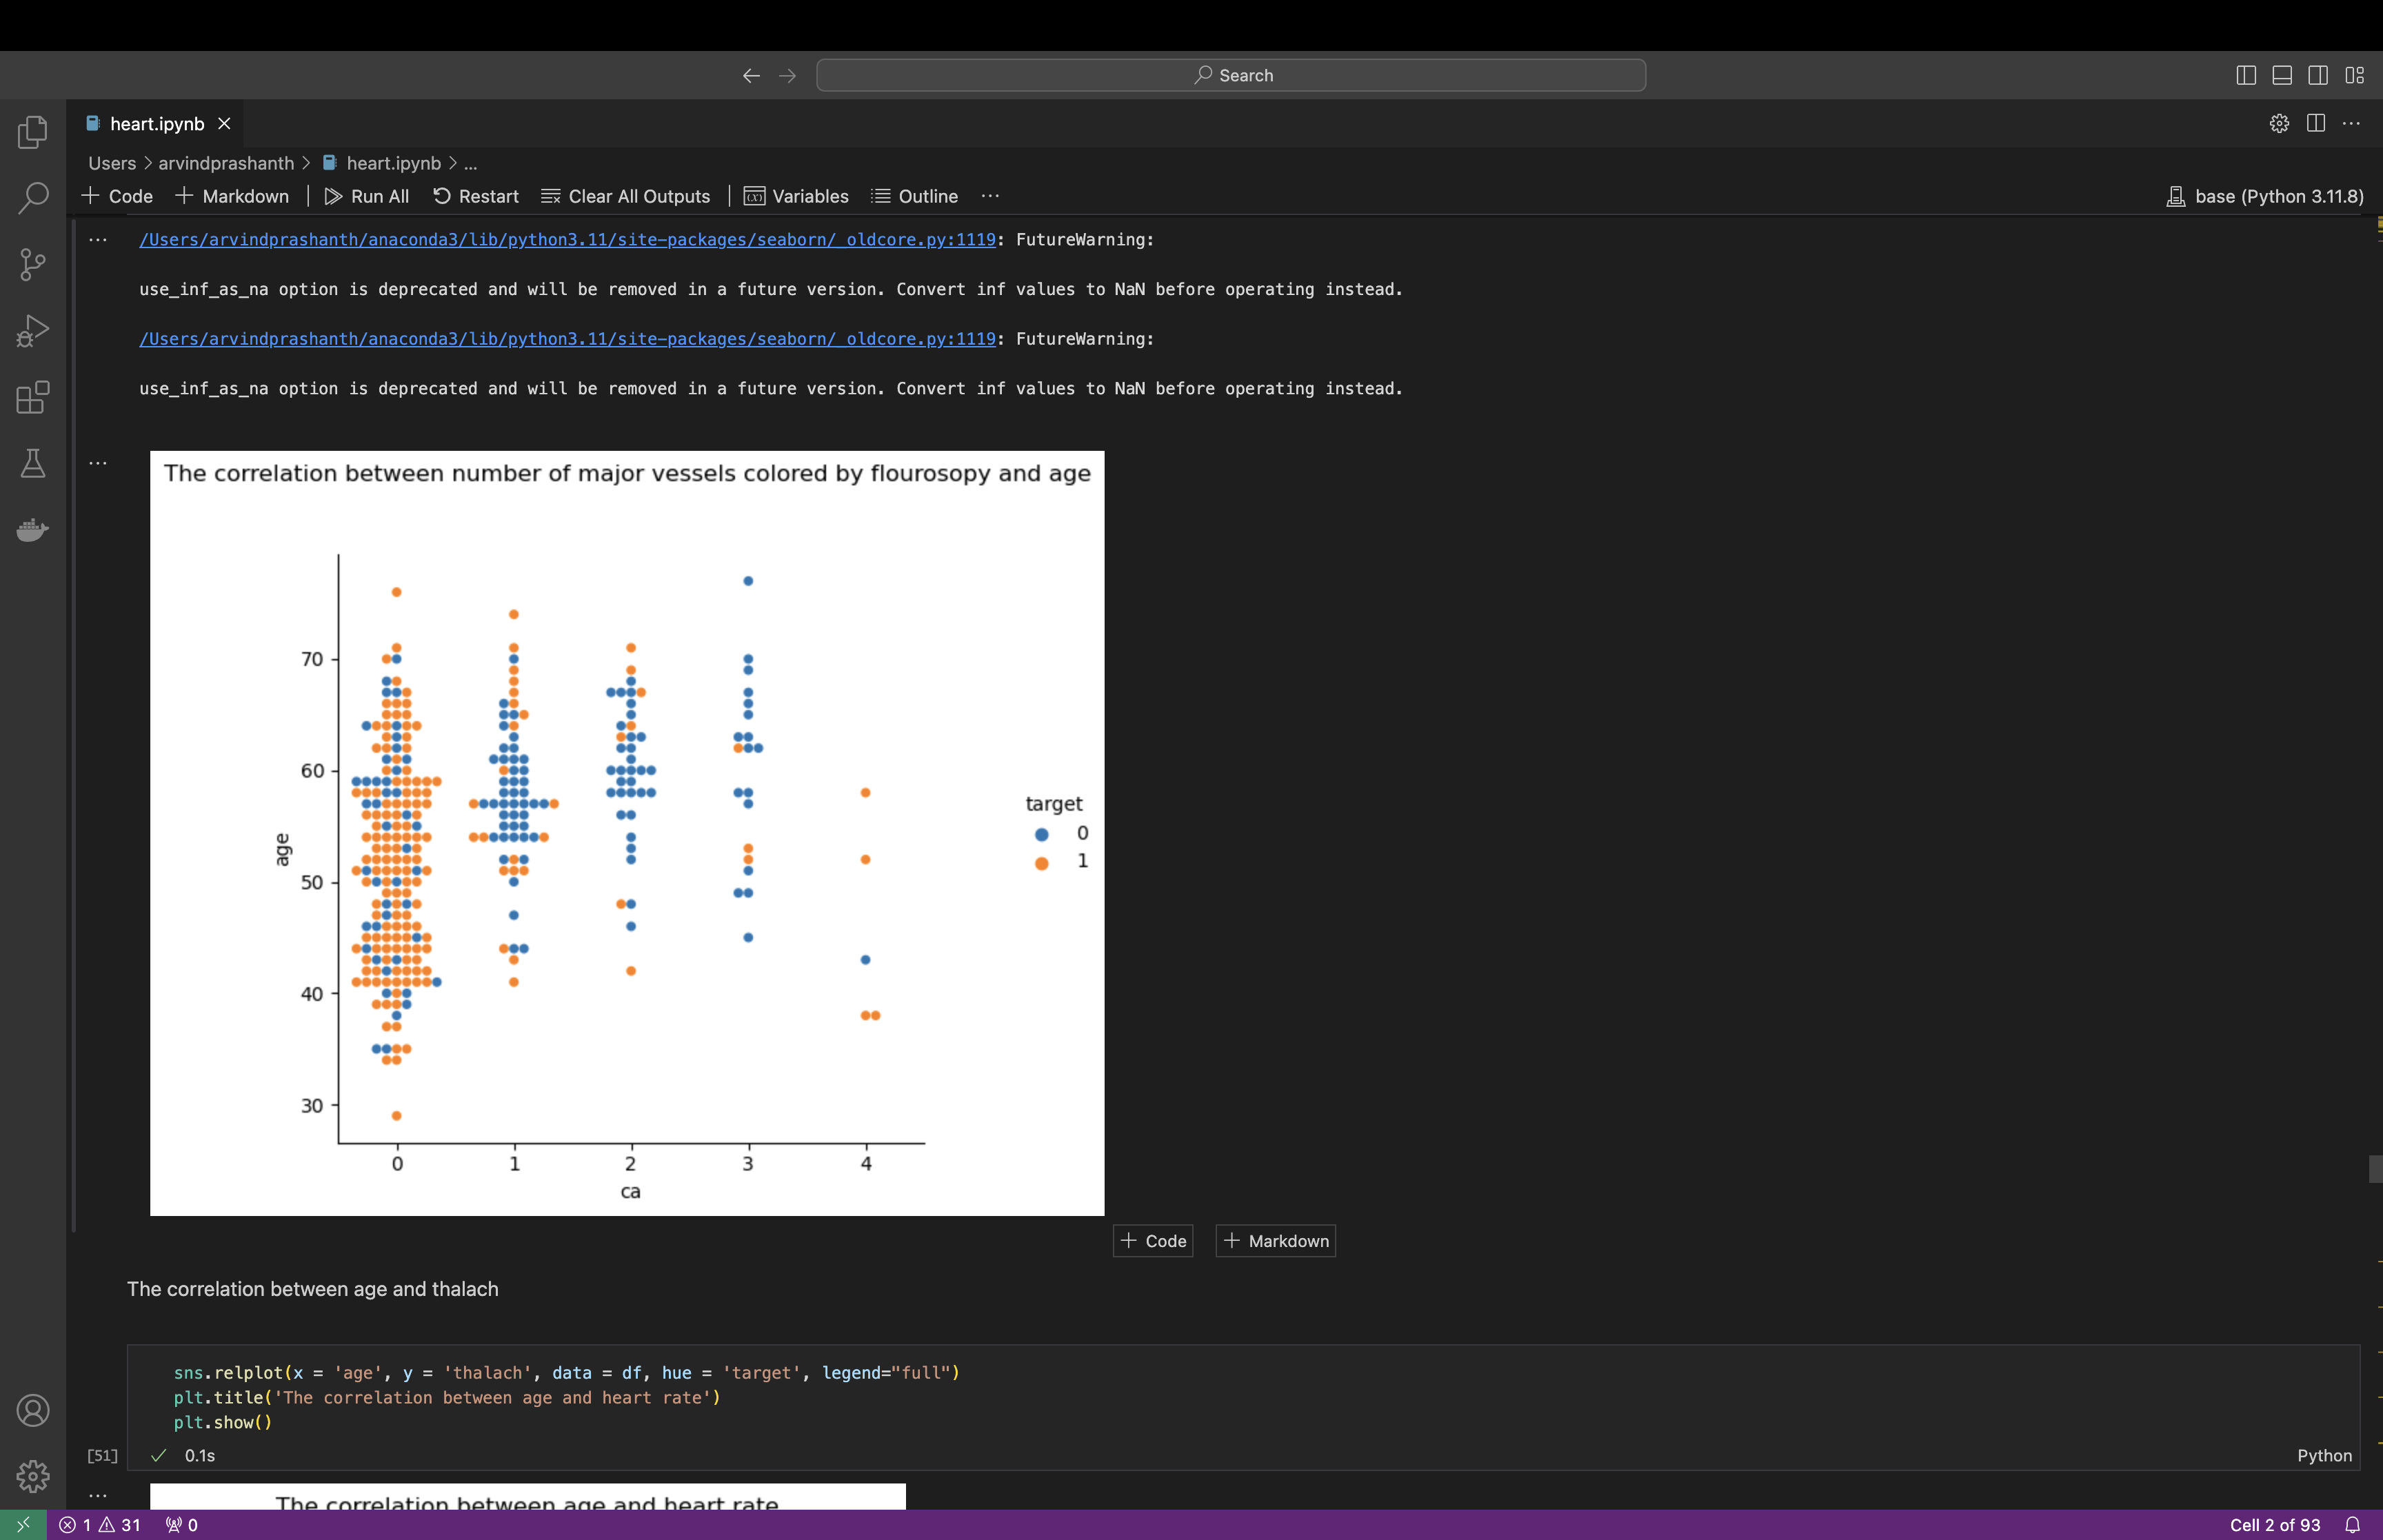 Search
heart.ipynb
Users > arvindprashanth > heart.ipynb > ...
+ Code + Markdown | Run All Restart Clear All Outputs | Variables Outline ...
base (Python 3.11.8)
/Users/arvindprashanth/anaconda3/lib/python3.11/site-packages/seaborn/_oldcore.py:1119: FutureWarning:
use_inf_as_na option is deprecated and will be removed in a future version. Convert inf values to NaN before operating instead.
/Users/arvindprashanth/anaconda3/lib/python3.11/site-packages/seaborn/_oldcore.py:1119: FutureWarning:
use_inf_as_na option is deprecated and will be removed in a future version. Convert inf values to NaN before operating instead.
The correlation between number of major vessels colored by flourosopy and age
70
60
50
40
30
age
0 1 2 3 4
ca
target
0
1
+ Code + Markdown
The correlation between age and thalach
sns.relplot(x = 'age', y = 'thalach', data = df, hue = 'target', legend="full")
plt.title('The correlation between age and heart rate')
plt.show()
[51] 0.1s
Python
The correlation between age and heart rate
1 31 0
Cell 2 of 93